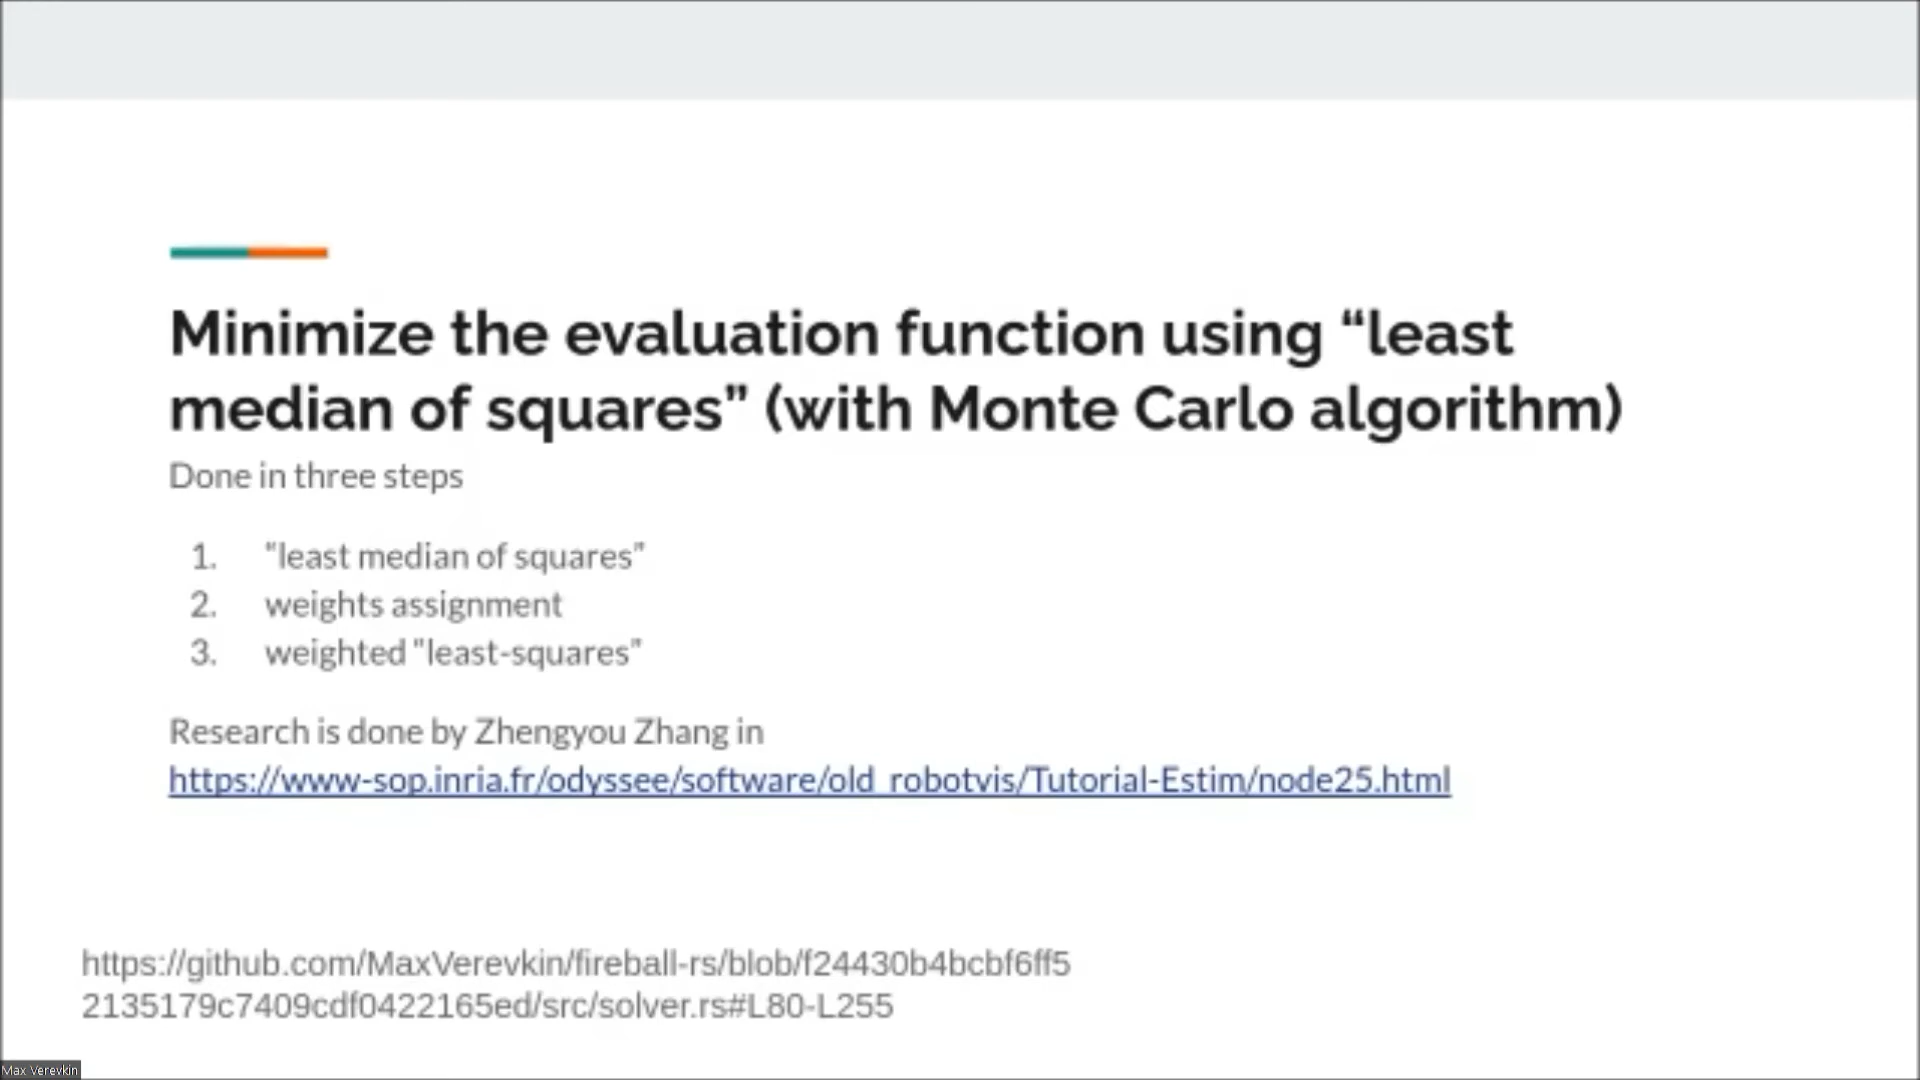 Minimize the evaluation function using “least
median of squares” (with Monte Carlo algorithm)
Done in three steps
1. "least median of squares"
2. weights assignment
3. weighted "least-squares"
Research is done by Zhengyou Zhang in
https://www-sop.inria.fr/odyssee/software/old_robotvis/Tutorial-Estim/node25.html
https://github.com/MaxVerevkin/fireball-rs/blob/f24430b4bcbf6ff5
2135179c7409cdf0422165ed/src/solver.rs#L80-L255
Max Verevkin